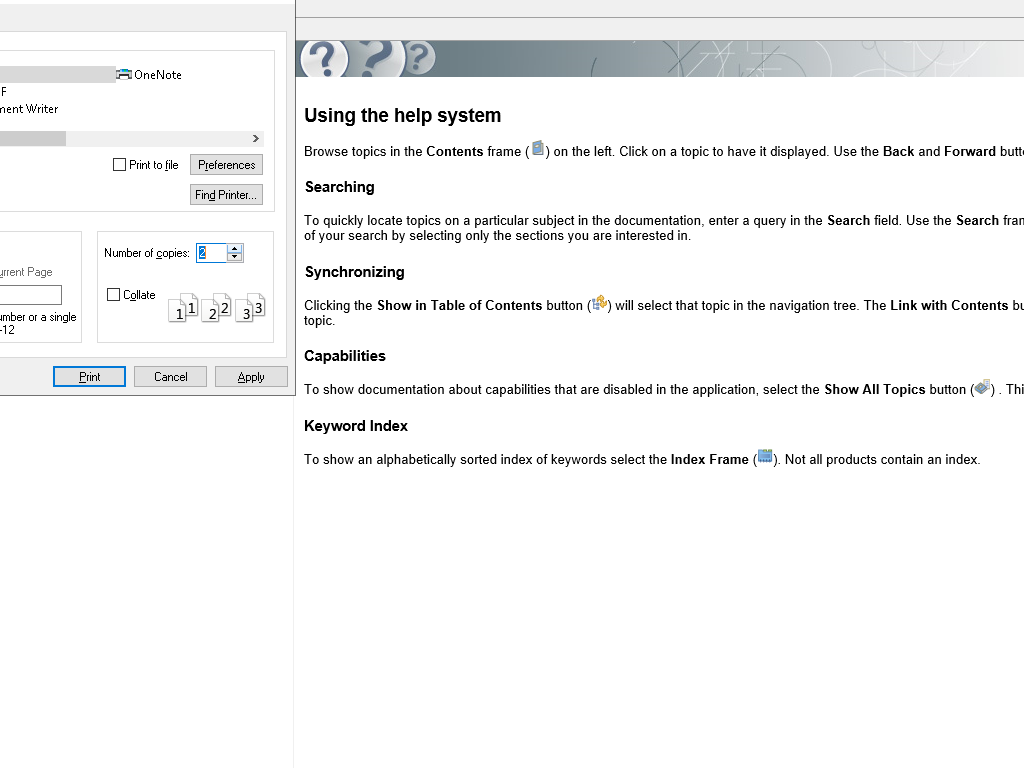 OneNote
F
ment Writer
Print to file
Preferences
Find Printer...
urrent Page
umber or a single
-12
Number of copies: 2
Collate
1 1 2 2 3 3
Print Cancel Apply
Using the help system
Browse topics in the Contents frame ( ) on the left. Click on a topic to have it displayed. Use the Back and Forward butt
Searching
To quickly locate topics on a particular subject in the documentation, enter a query in the Search field. Use the Search fran
of your search by selecting only the sections you are interested in.
Synchronizing
Clicking the Show in Table of Contents button ( ) will select that topic in the navigation tree. The Link with Contents bu
topic.
Capabilities
To show documentation about capabilities that are disabled in the application, select the Show All Topics button ( ) . Thi
Keyword Index
To show an alphabetically sorted index of keywords select the Index Frame ( ). Not all products contain an index.